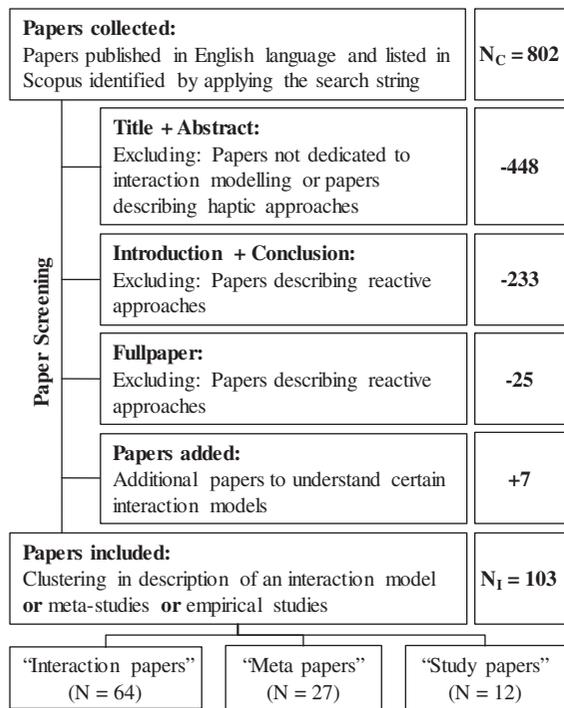 Papers collected:
Papers published in English language and listed in
Scopus identified by applying the search string
N_C = 802
Paper Screening
Title + Abstract:
Excluding: Papers not dedicated to
interaction modelling or papers
describing haptic approaches
-448
Introduction + Conclusion:
Excluding: Papers describing reactive
approaches
-233
Fullpaper:
Excluding: Papers describing reactive
approaches
-25
Papers added:
Additional papers to understand certain
interaction models
+7
Papers included:
Clustering in description of an interaction model
or meta-studies or empirical studies
N_I = 103
“Interaction papers”
(N = 64)
“Meta papers”
(N = 27)
“Study papers”
(N = 12)